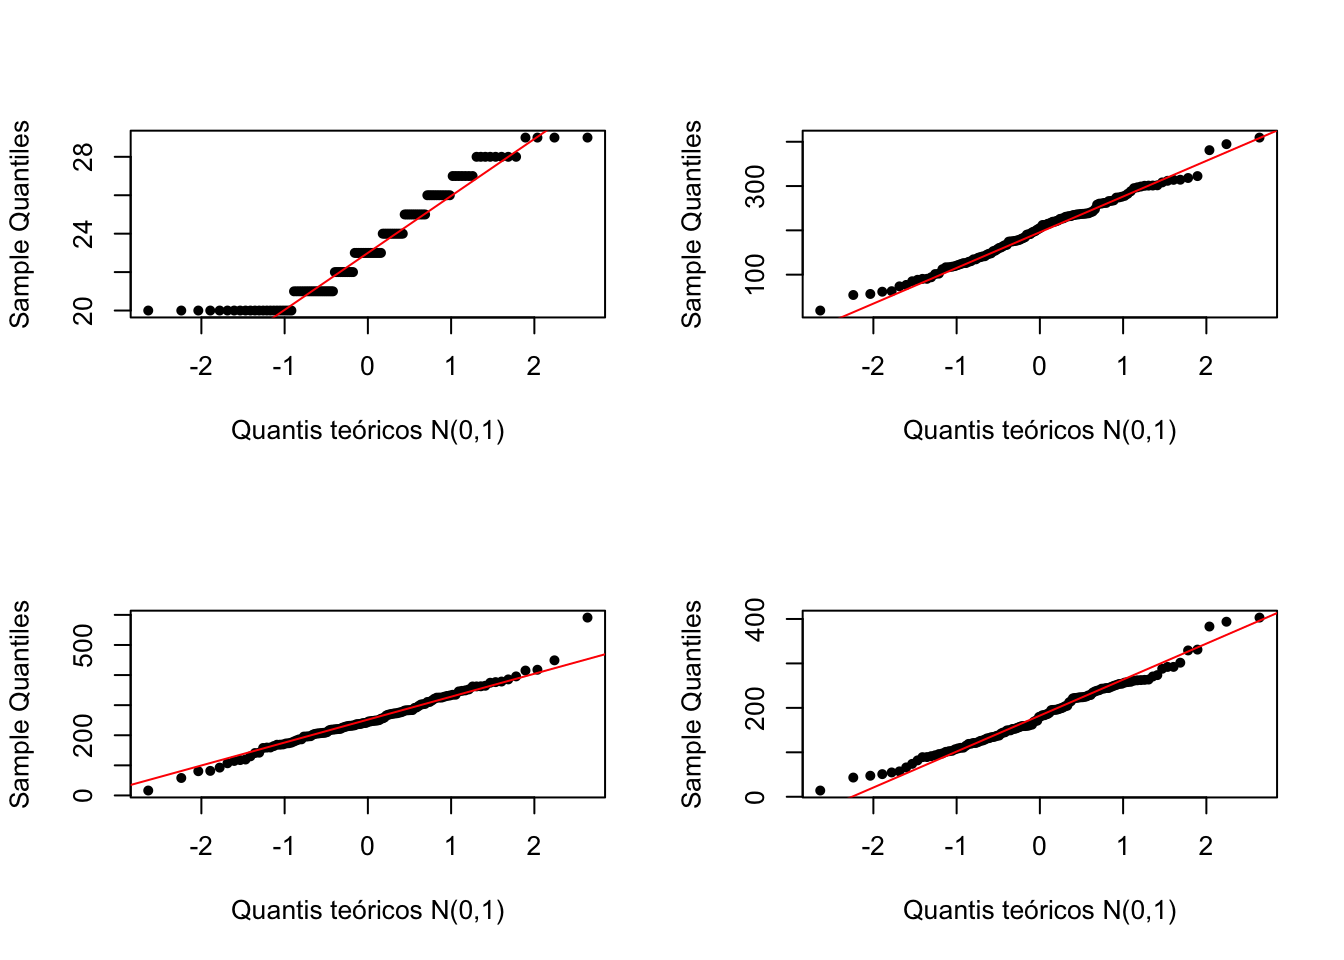 Sample Quantiles
20 24 28
-2 -1 0 1 2
Quantis teóricos N(0,1)
Sample Quantiles
100 300
-2 -1 0 1 2
Quantis teóricos N(0,1)
Sample Quantiles
0 200 500
-2 -1 0 1 2
Quantis teóricos N(0,1)
Sample Quantiles
0 200 400
-2 -1 0 1 2
Quantis teóricos N(0,1)